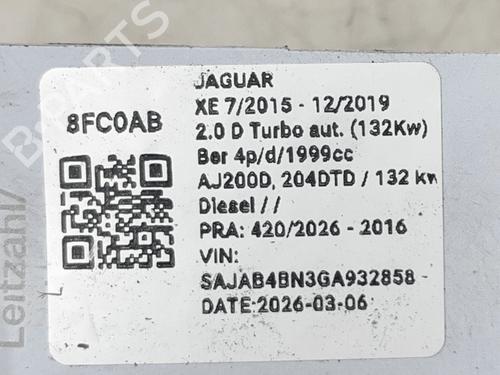 JAGUAR
XE 7/2015 - 12/2019
8FC0AB
2.0 D Turbo aut. (132Kw)
Ber 4p/d/1999cc
AJ200D, 204DTD / 132 kw
Diesel / /
PRA: 420/2026 - 2016
VIN:
SAJAB4BN3GA932858
DATE:2026-03-06
Leitzahl/
B-Parts